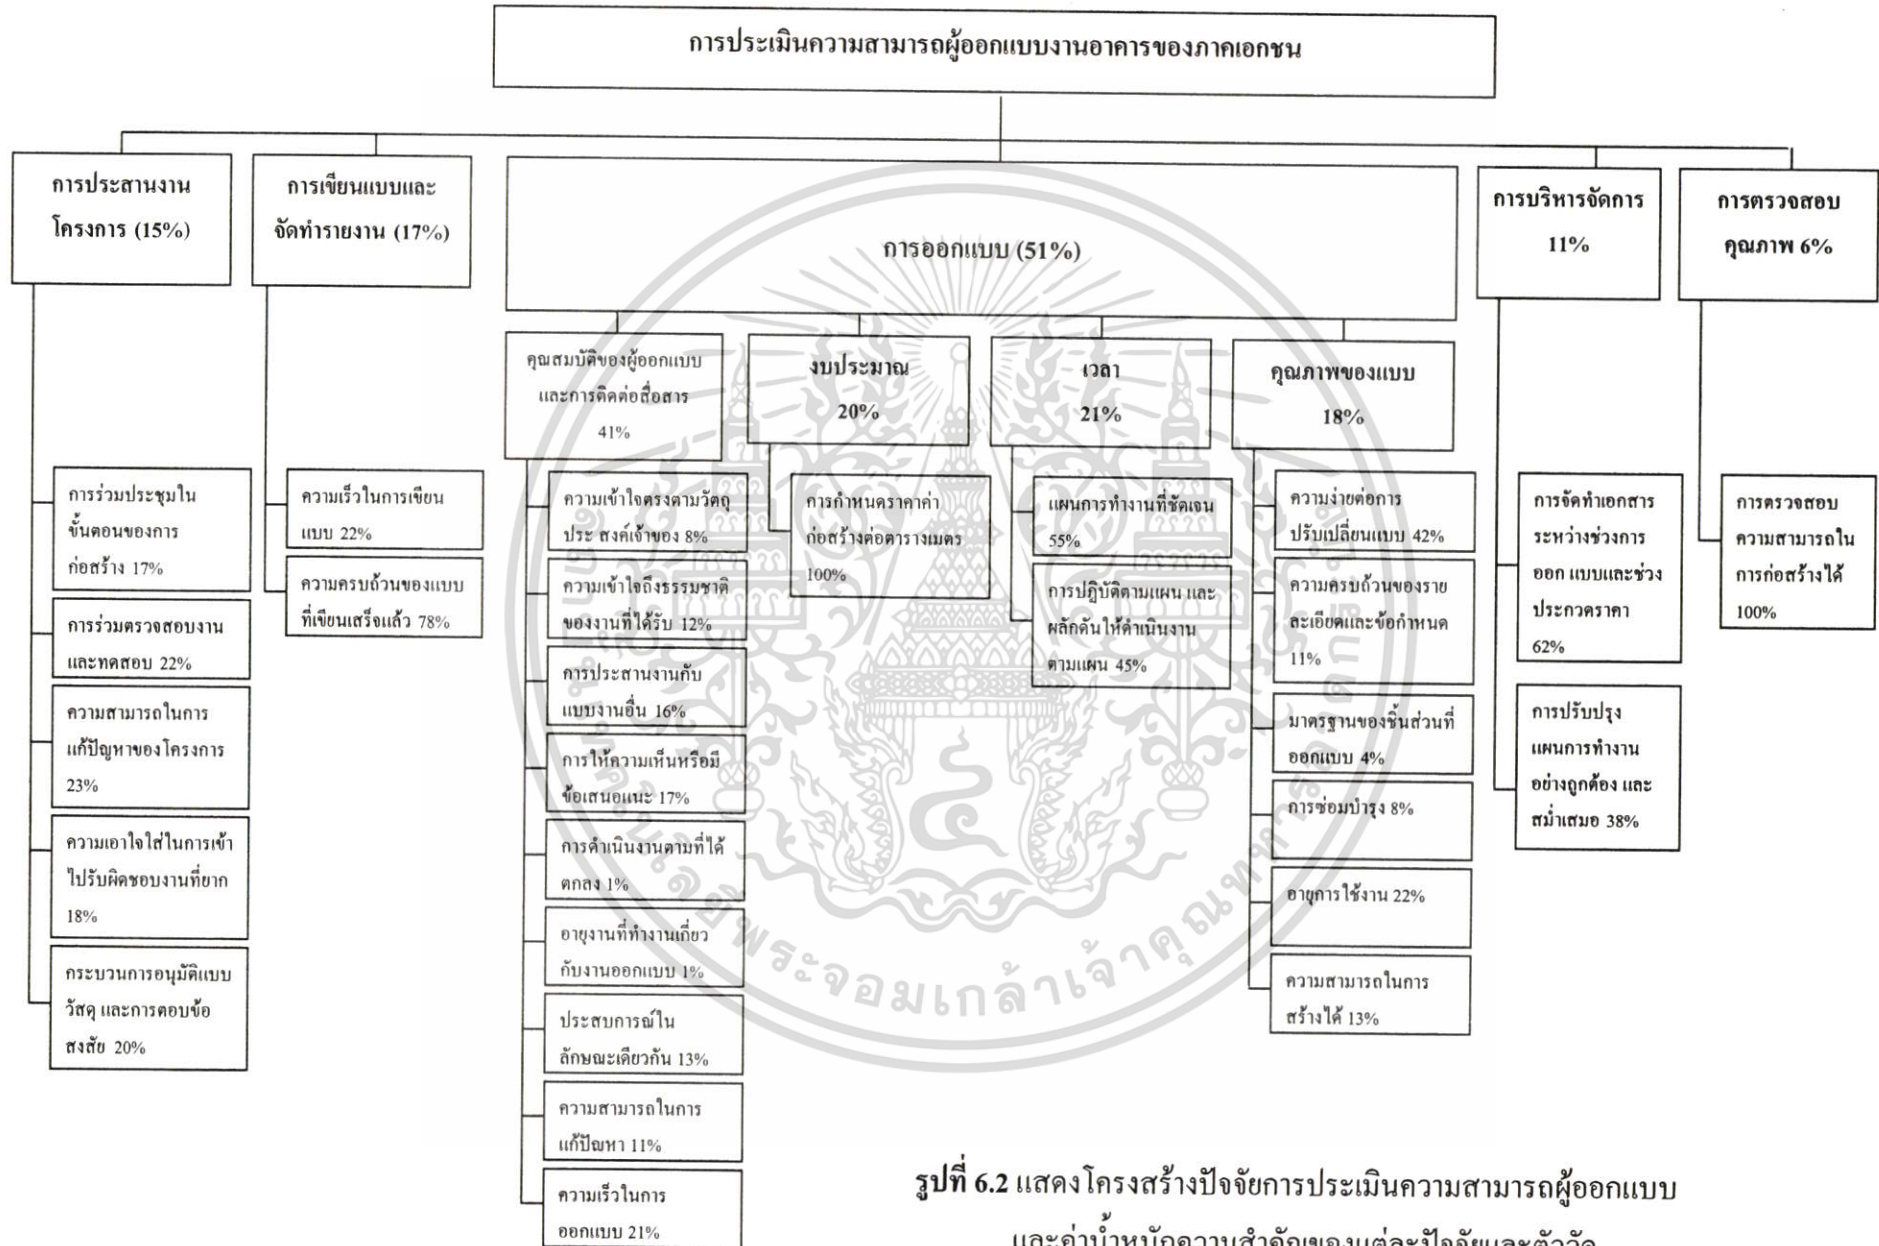 การประเมินความสามารถผู้ออกแบบงานอาคารของภาคเอกชน
การประสานงาน
โครงการ (15%)
การร่วมประชุมใน
ขั้นตอนของการ
ก่อสร้าง 17%
การร่วมตรวจสอบงาน
และทดสอบ 22%
ความสามารถในการ
แก้ปัญหาของโครงการ
23%
ความเอาใจใส่ในการเข้า
ไปรับผิดชอบงานที่ยาก
18%
กระบวนการอนุมัติแบบ
วัสดุ และการตอบข้อ
สงสัย 20%
การเขียนแบบและ
จัดทำรายงาน (17%)
ความเร็วในการเขียน
แบบ 22%
ความครบถ้วนของแบบ
ที่เขียนเสร็จแล้ว 78%
การออกแบบ (51%)
คุณสมบัติของผู้ออกแบบ
และการติดต่อสื่อสาร
41%
ความเข้าใจตรงตามวัตถุ
ประ สงค์เจ้าของ 8%
ความเข้าใจถึงธรรมชาติ
ของงานที่ได้รับ 12%
การประสานงานกับ
แบบงานอื่น 16%
การให้ความเห็นหรือมี
ข้อเสนอแนะ 17%
การดำเนินงานตามที่ได้
ตกลง 1%
อายุงานที่ทำงานเกี่ยว
กับงานออกแบบ 1%
ประสบการณ์ใน
ลักษณะเดียวกัน 13%
ความสามารถในการ
แก้ปัญหา 11%
ความเร็วในการ
ออกแบบ 21%
งบประมาณ
20%
การกำหนดราคาค่า
ก่อสร้างต่อตารางเมตร
100%
เวลา
21%
แผนการทำงานที่ชัดเจน
55%
การปฏิบัติตามแผน และ
ผลักดันให้ดำเนินงาน
ตามแผน 45%
คุณภาพของแบบ
18%
ความง่ายต่อการ
ปรับเปลี่ยนแบบ 42%
ความครบถ้วนของราย
ละเอียดและข้อกำหนด
11%
มาตรฐานของชิ้นส่วนที่
ออกแบบ 4%
การซ่อมบำรุง 8%
อายุการใช้งาน 22%
ความสามารถในการ
สร้างได้ 13%
การบริหารจัดการ
11%
การจัดทำเอกสาร
ระหว่างช่วงการ
ออก แบบและช่วง
ประกวดราคา
62%
การปรับปรุง
แผนการทำงาน
อย่างถูกต้อง และ
สม่ำเสมอ 38%
การตรวจสอบ
คุณภาพ 6%
การตรวจสอบ
ความสามารถใน
การก่อสร้างได้
100%
รูปที่ 6.2 แสดงโครงสร้างปัจจัยการประเมินความสามารถผู้ออกแบบ
และค่าน้ำหนักความสำคัญของแต่ละปัจจัยและตัววัด